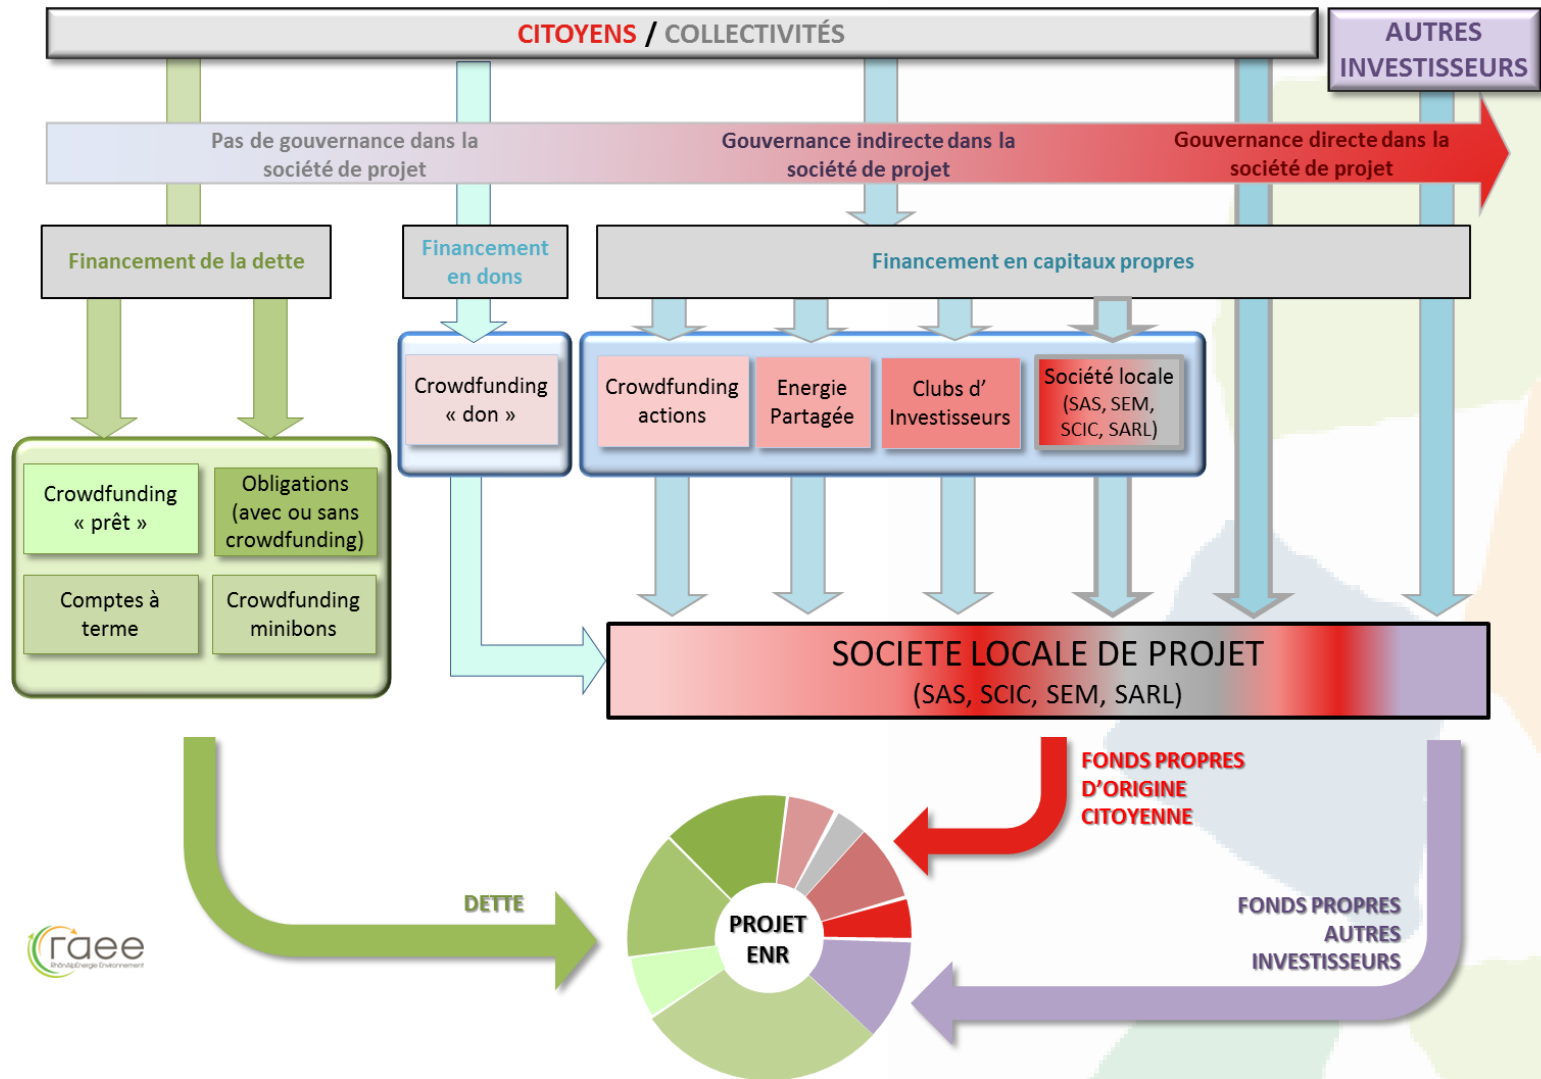 CITOYENS / COLLECTIVITÉS
AUTRES
INVESTISSEURS
Pas de gouvernance dans la
société de projet
Gouvernance indirecte dans la
société de projet
Gouvernance directe dans la
société de projet
Financement de la dette
Financement
en dons
Financement en capitaux propres
Crowdfunding
« don »
Crowdfunding
actions
Energie
Partagée
Clubs d’
Investisseurs
Société locale
(SAS, SEM,
SCIC, SARL)
Crowdfunding
« prêt »
Obligations
(avec ou sans
crowdfunding)
Comptes à
terme
Crowdfunding
minibons
SOCIETE LOCALE DE PROJET
(SAS, SCIC, SEM, SARL)
FONDS PROPRES
D’ORIGINE
CITOYENNE
DETTE
PROJET
ENR
FONDS PROPRES
AUTRES
INVESTISSEURS
raee
RhônAlpEnergie Environnement